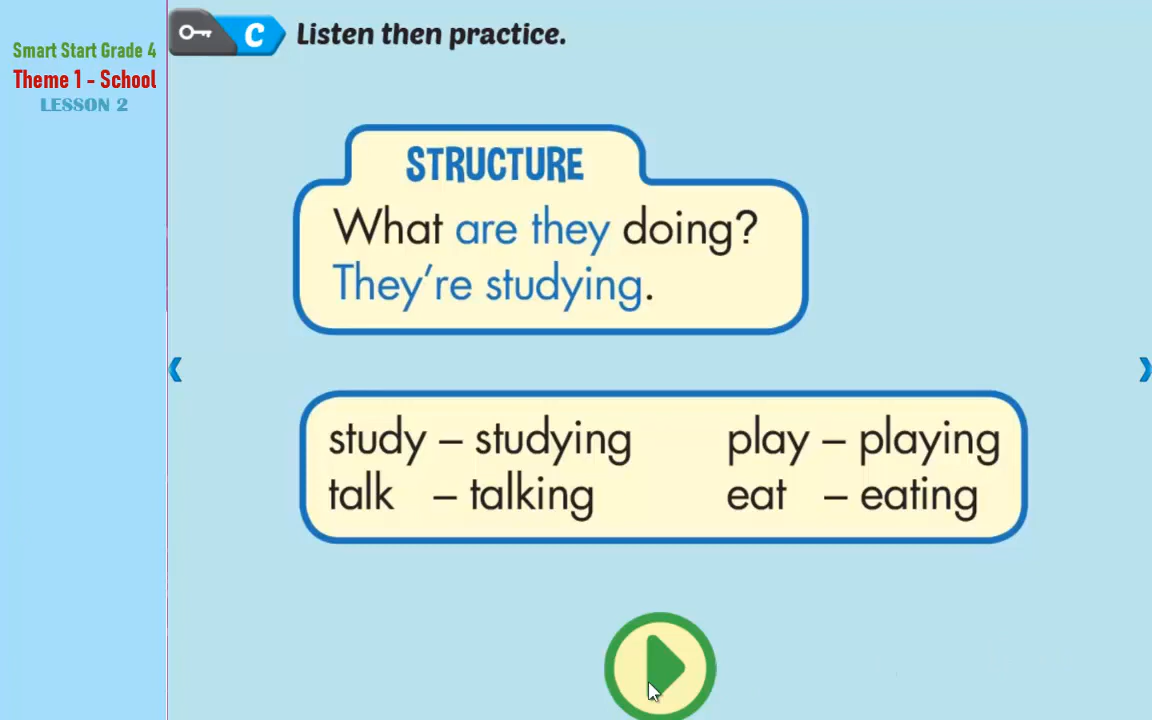 Smart Start Grade 4
Theme 1 - School
LESSON 2
C Listen then practice.
STRUCTURE
What are they doing?
They're studying.
study – studying play – playing
talk – talking eat – eating